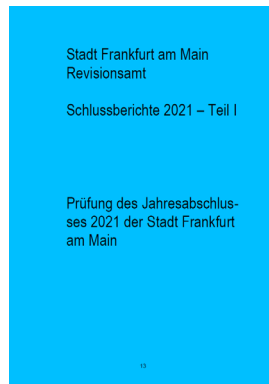 Stadt Frankfurt am Main
Revisionsamt
Schlussberichte 2021 – Teil I
Prüfung des Jahresabschlus-
ses 2021 der Stadt Frankfurt
am Main
13